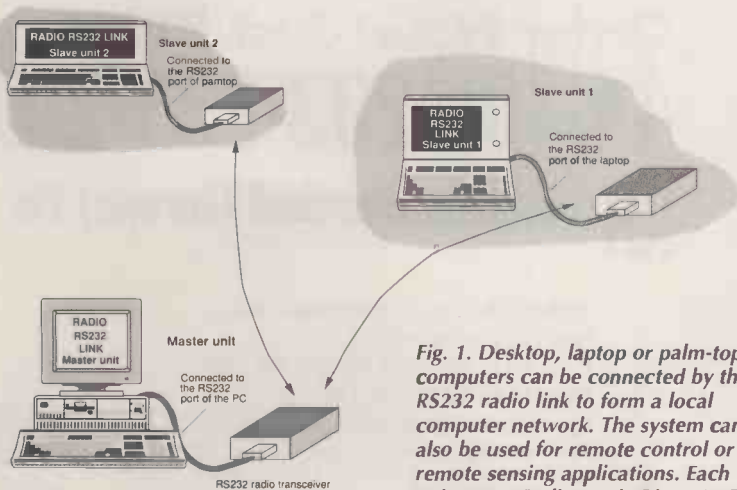 RADIO RS232 LINK
Slave unit 2
Slave unit 2
Connected to
the RS232
port of pamtop
RADIO
RS232
LINK
Slave unit 1
Slave unit 1
Connected to
the RS232
port of the laptop
RADIO
RS232
LINK
Master unit
Master unit
Connected to
the RS232
port of the PC
RS232 radio transceiver
Fig. 1. Desktop, laptop or palm-top
computers can be connected by the
RS232 radio link to form a local
computer network. The system can
also be used for remote control or
remote sensing applications. Each